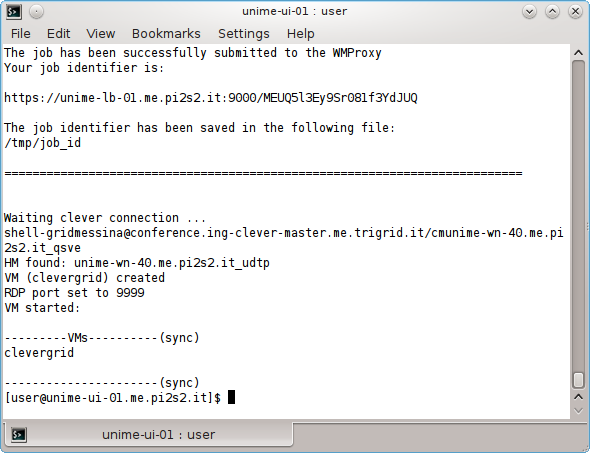 unime-ui-01 : user
File Edit View Bookmarks Settings Help
The job has been successfully submitted to the WMProxy
Your job identifier is:
https://unime-lb-01.me.pi2s2.it:9000/MEUQ5l3Ey9Sr081f3YdJUQ
The job identifier has been saved in the following file:
/tmp/job_id
==========================================================================
Waiting clever connection ...
shell-gridmessina@conference.ing-clever-master.me.trigrid.it/cmunime-wn-40.me.pi
2s2.it_qsve
HM found: unime-wn-40.me.pi2s2.it_udtp
VM (clevergrid) created
RDP port set to 9999
VM started:
---------VMs----------(sync)
clevergrid
----------------------(sync)
[user@unime-ui-01.me.pi2s2.it]$
unime-ui-01 : user